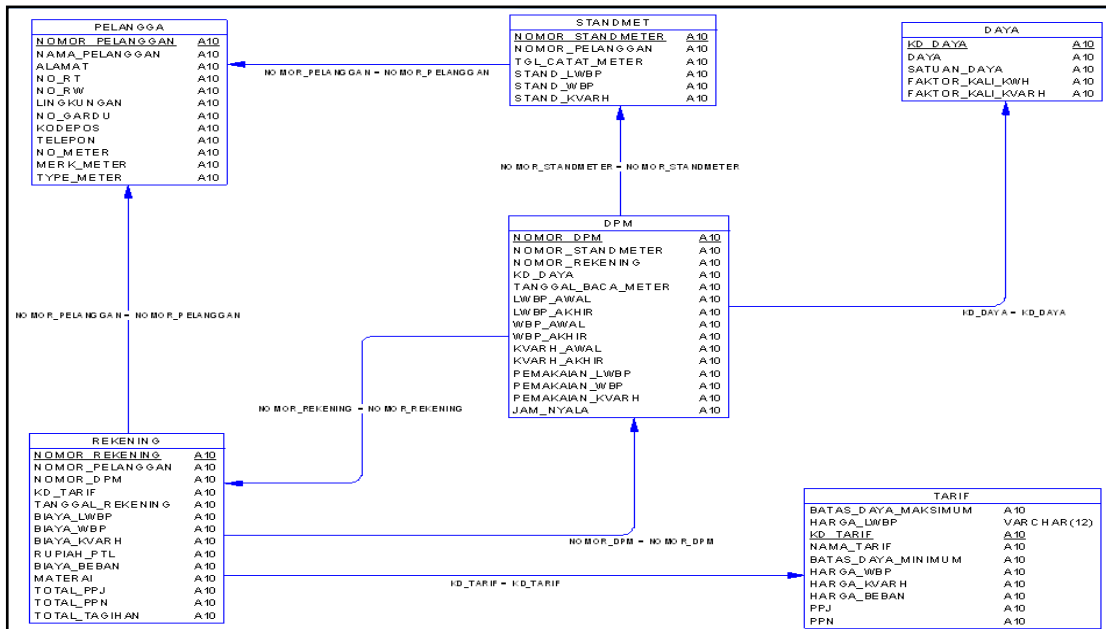 PELANGGA
NOMOR_PELANGGAN A10
NAMA_PELANGGAN A10
ALAMAT A10
NO_RT A10
NO_RW A10
LINGKUNGAN A10
NO_GARDU A10
KODEPOS A10
TELEPON A10
NO_METER A10
MERK_METER A10
TYPE_METER A10
NOMOR_PELANGGAN = NOMOR_PELANGGAN
STANDMET
NOMOR_STANDMETER A10
NOMOR_PELANGGAN A10
TGL_CATAT_METER A10
STAND_LWBP A10
STAND_WBP A10
STAND_KVARH A10
DAYA
KD_DAYA A10
DAYA A10
SATUAN_DAYA A10
FAKTOR_KALI_KWH A10
FAKTOR_KALI_KVARH A10
NOMOR_STANDMETER = NOMOR_STANDMETER
DPM
NOMOR_DPM A10
NOMOR_STANDMETER A10
NOMOR_REKENING A10
KD_DAYA A10
TANGGAL_BACA_METER A10
LWBP_AWAL A10
LWBP_AKHIR A10
WBP_AWAL A10
WBP_AKHIR A10
KVARH_AWAL A10
KVARH_AKHIR A10
PEMAKAIAN_LWBP A10
PEMAKAIAN_WBP A10
PEMAKAIAN_KVARH A10
JAM_NYALA A10
KD_DAYA = KD_DAYA
NOMOR_PELANGGAN = NOMOR_PELANGGAN
NOMOR_REKENING = NOMOR_REKENING
REKENING
NOMOR_REKENING A10
NOMOR_PELANGGAN A10
NOMOR_DPM A10
KD_TARIF A10
TANGGAL_REKENING A10
BIAYA_LWBP A10
BIAYA_WBP A10
BIAYA_KVARH A10
RUPIAH_PTL A10
BIAYA_BEBAN A10
MATERAI A10
TOTAL_PPJ A10
TOTAL_PPN A10
TOTAL_TAGIHAN A10
NOMOR_DPM = NOMOR_DPM
KD_TARIF = KD_TARIF
TARIF
BATAS_DAYA_MAKSIMUM A10
HARGA_LWBP VARCHAR(12)
KD_TARIF A10
NAMA_TARIF A10
BATAS_DAYA_MINIMUM A10
HARGA_WBP A10
HARGA_KVARH A10
HARGA_BEBAN A10
PPJ A10
PPN A10